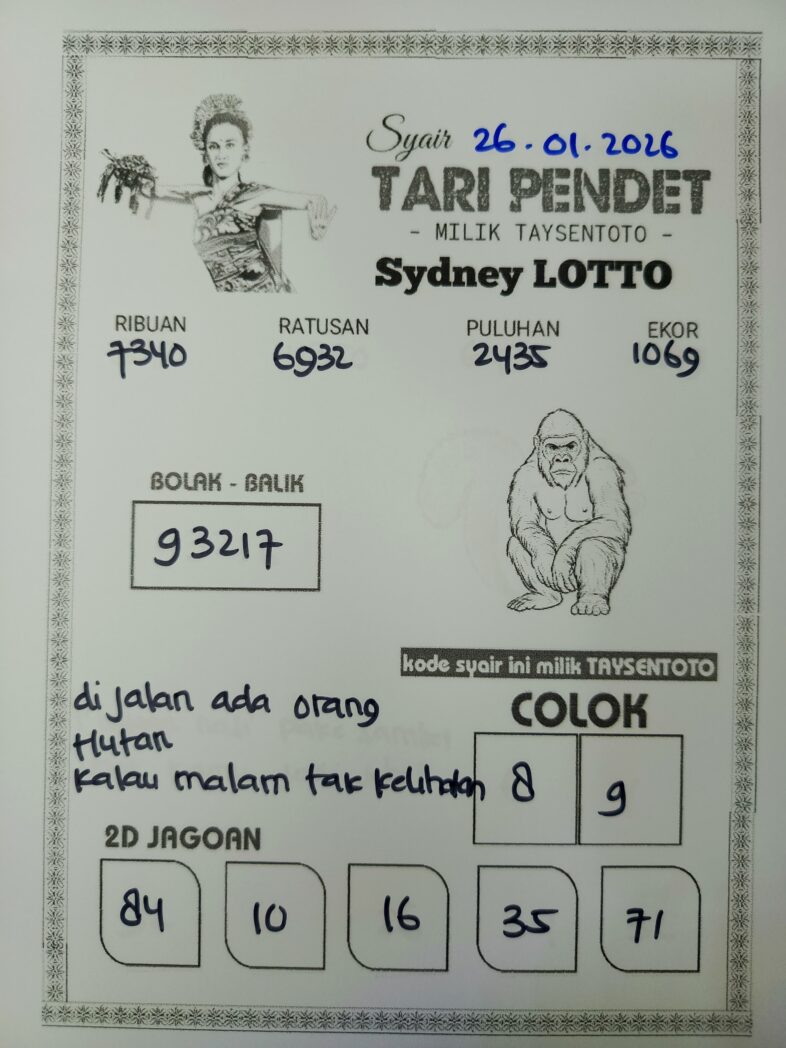 Syair 26.01.2026
TARI PENDET
- MILIK TAYSENTOTO -
Sydney LOTTO
RIBUAN RATUSAN PULUHAN EKOR
7340 6932 2435 1069
BOLAK - BALIK
93217
kode syair ini milik TAYSENTOTO
di jalan ada orang
Hutan
kalau malam tak kelihatan
COLOK
8 9
2D JAGOAN
84 10 16 35 71